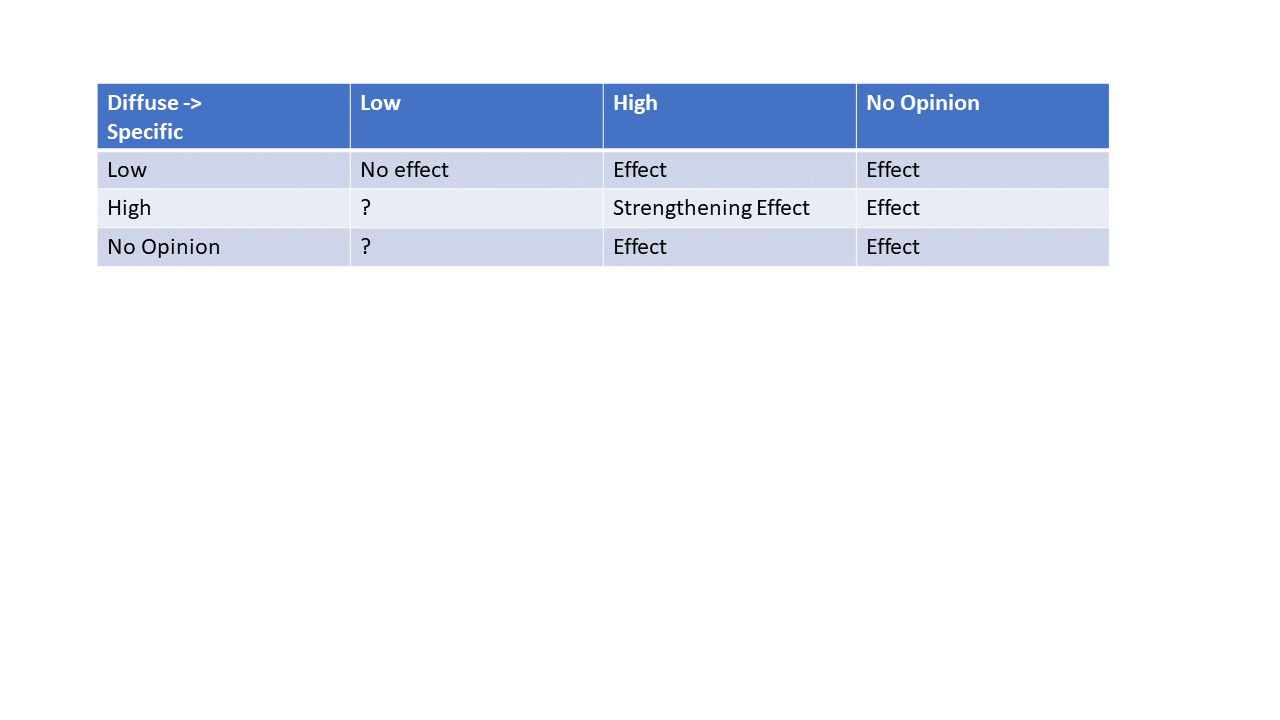 Diffuse -> Low High No Opinion
Specific
Low No effect Effect Effect
High ? Strengthening Effect Effect
No Opinion ? Effect Effect